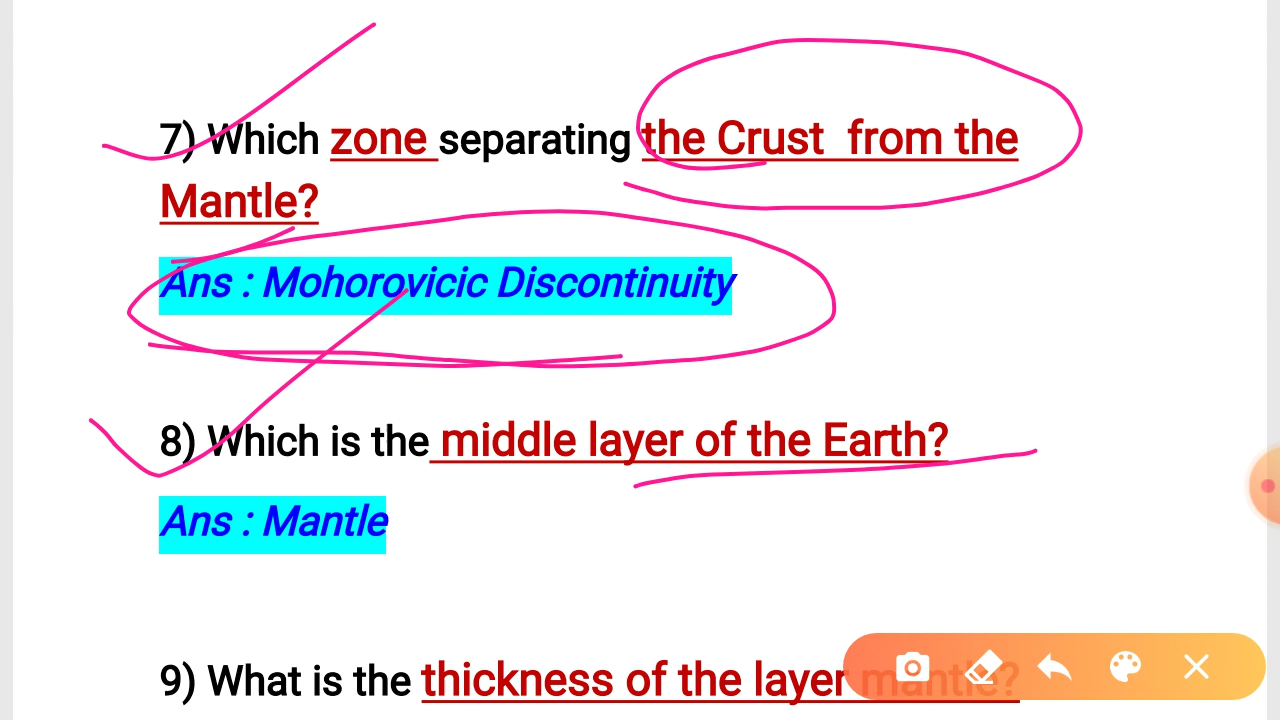 7) Which zone separating the Crust from the
Mantle?
Ans : Mohorovicic Discontinuity
8) Which is the middle layer of the Earth?
Ans : Mantle
9) What is the thickness of the layer mantle?